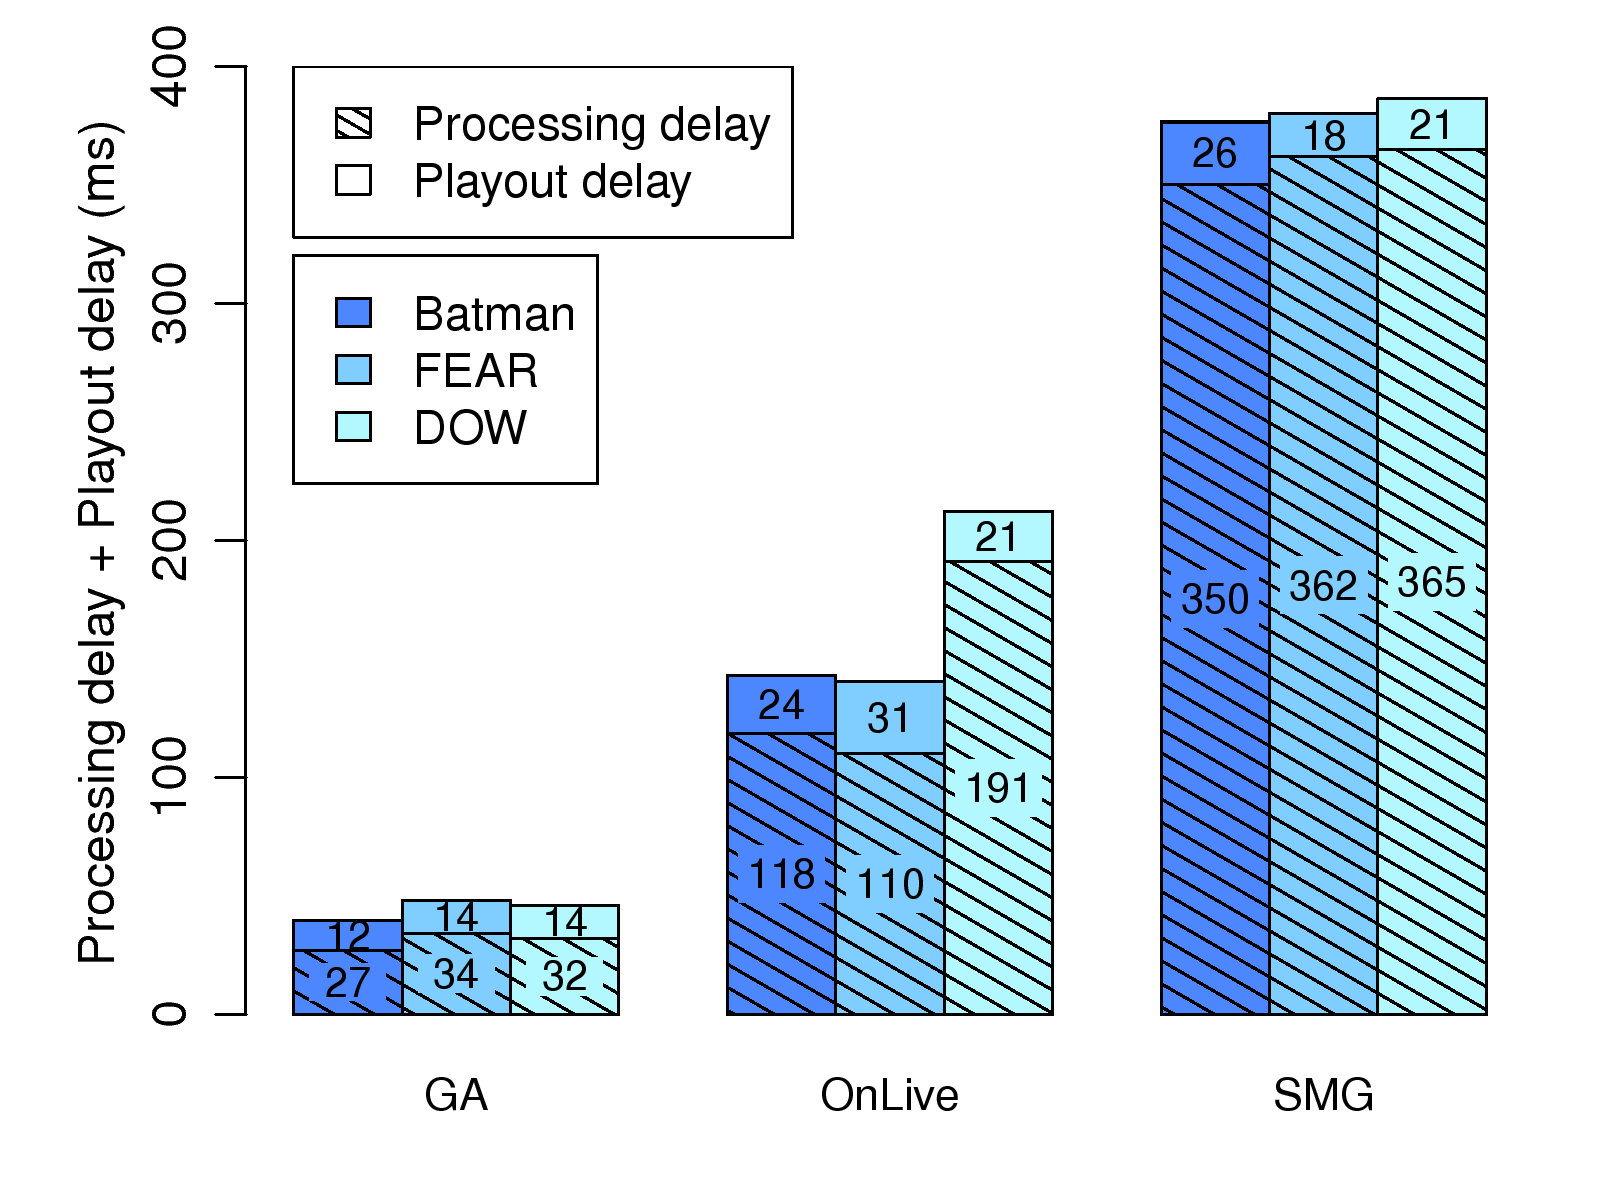 Processing delay + Playout delay (ms)
400
300
200
100
0
Processing delay
Playout delay
Batman
FEAR
DOW
12
14
14
27
34
32
24
31
21
118
110
191
26
18
21
350
362
365
GA
OnLive
SMG